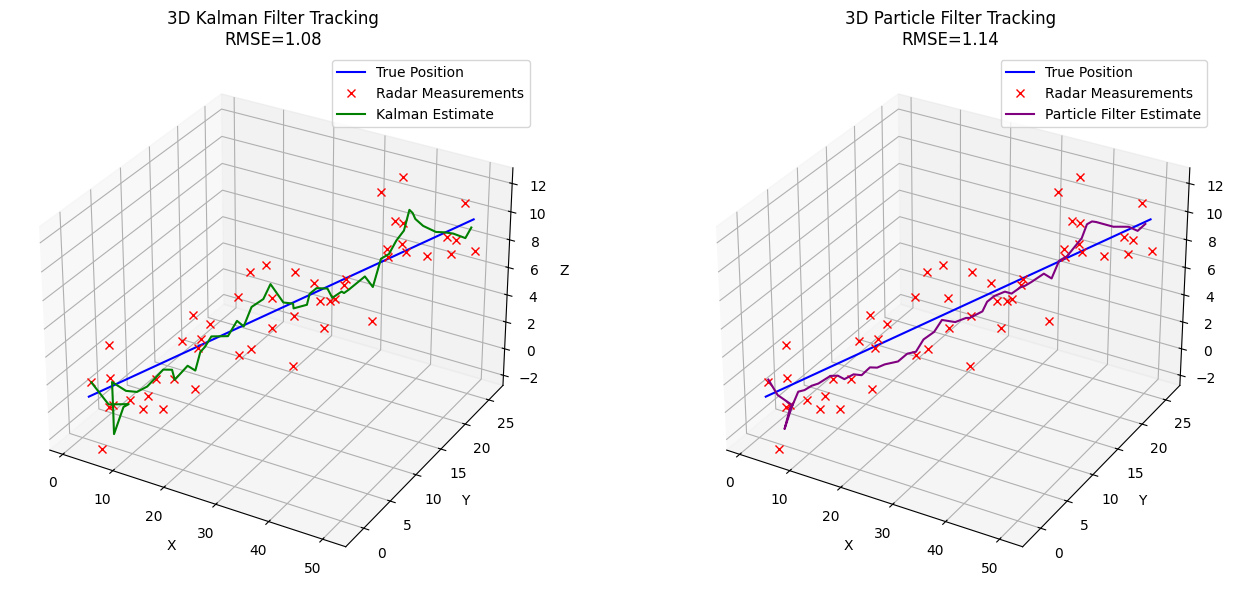 3D Kalman Filter Tracking
RMSE=1.08
True Position
Radar Measurements
Kalman Estimate
12
10
8
6
4
2
0
−2
Z
25
20
15
10
5
0
Y
0
10
20
30
40
50
X
3D Particle Filter Tracking
RMSE=1.14
True Position
Radar Measurements
Particle Filter Estimate
12
10
8
6
4
2
0
−2
25
20
15
10
5
0
Y
0
10
20
30
40
50
X